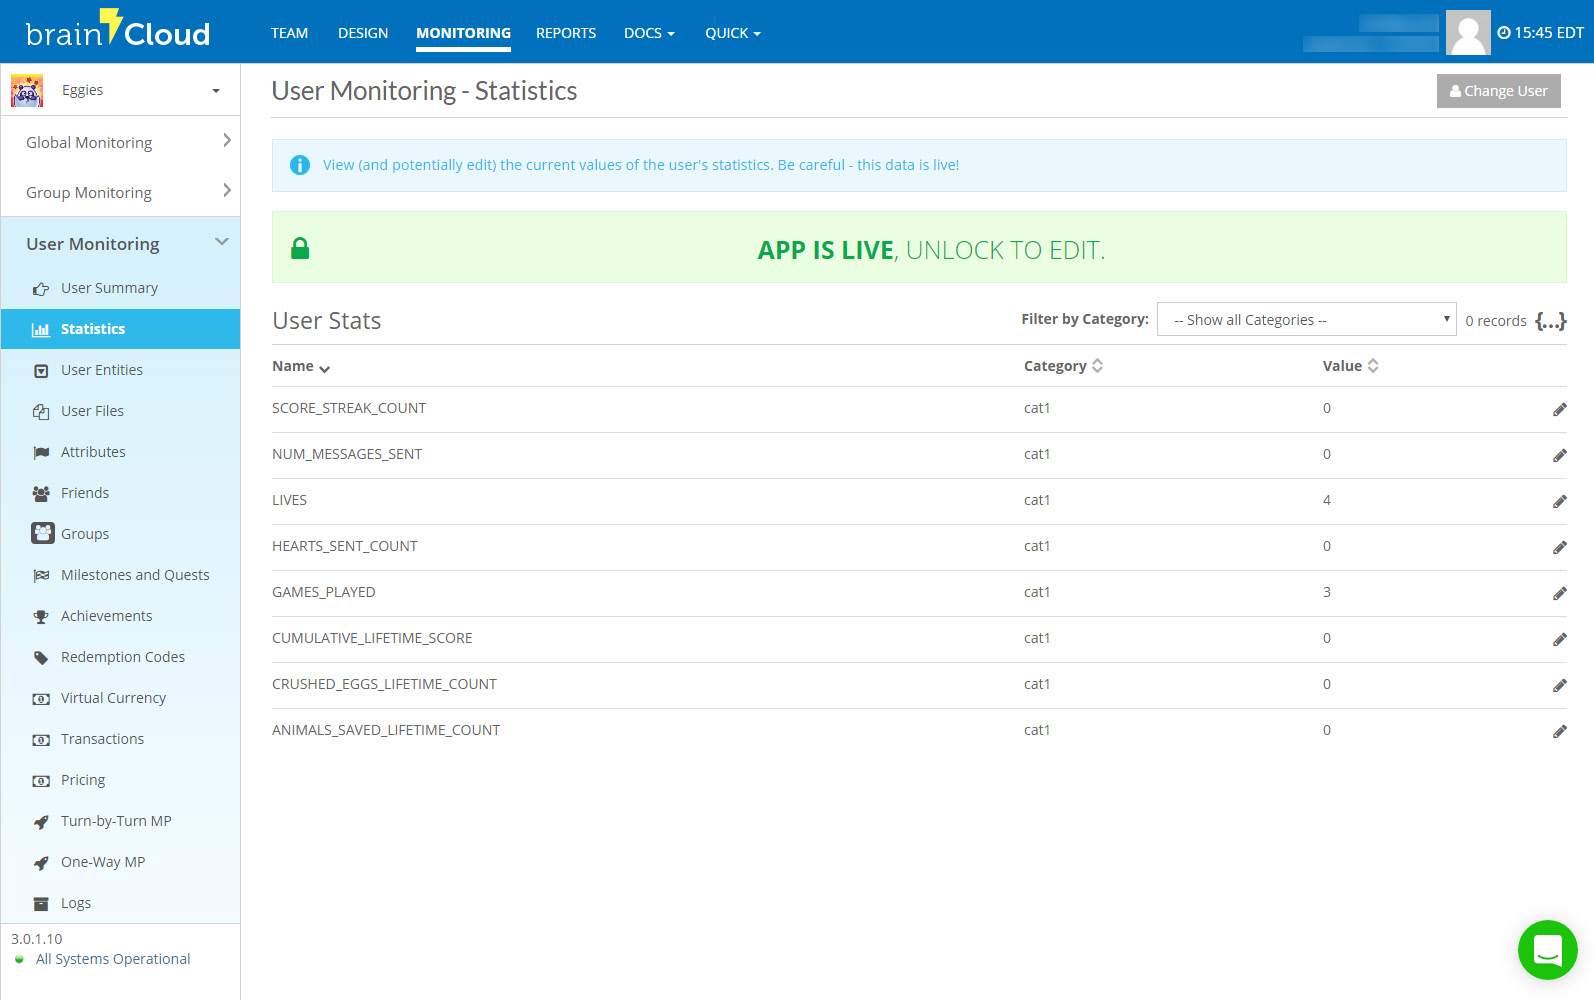 brainCloud
TEAM DESIGN MONITORING REPORTS DOCS QUICK
15:45 EDT
Eggies
Global Monitoring
Group Monitoring
User Monitoring
User Summary
Statistics
User Entities
User Files
Attributes
Friends
Groups
Milestones and Quests
Achievements
Redemption Codes
Virtual Currency
Transactions
Pricing
Turn-by-Turn MP
One-Way MP
Logs
3.0.1.10
All Systems Operational
User Monitoring - Statistics
Change User
View (and potentially edit) the current values of the user's statistics. Be careful - this data is live!
APP IS LIVE, UNLOCK TO EDIT.
User Stats
Filter by Category: -- Show all Categories -- 0 records {...}
Name Category Value
SCORE_STREAK_COUNT cat1 0
NUM_MESSAGES_SENT cat1 0
LIVES cat1 4
HEARTS_SENT_COUNT cat1 0
GAMES_PLAYED cat1 3
CUMULATIVE_LIFETIME_SCORE cat1 0
CRUSHED_EGGS_LIFETIME_COUNT cat1 0
ANIMALS_SAVED_LIFETIME_COUNT cat1 0